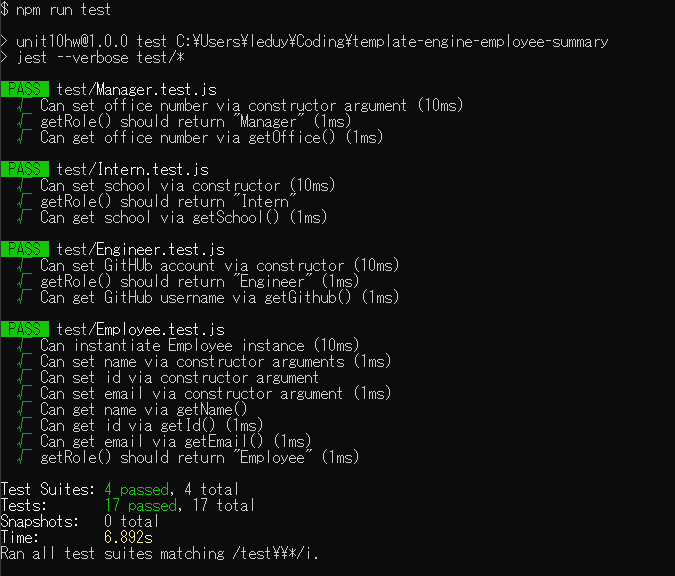 $ npm run test
> unit10hw@1.0.0 test C:¥Users¥leduy¥Coding¥template-engine-employee-summary
> jest --verbose test/*
PASS test/Manager.test.js
√ Can set office number via constructor argument (10ms)
√ getRole() should return "Manager" (1ms)
√ Can get office number via getOffice() (1ms)
PASS test/Intern.test.js
√ Can set school via constructor (10ms)
√ getRole() should return "Intern"
√ Can get school via getSchool() (1ms)
PASS test/Engineer.test.js
√ Can set GitHUb account via constructor (10ms)
√ getRole() should return "Engineer" (1ms)
√ Can get GitHub username via getGithub() (1ms)
PASS test/Employee.test.js
√ Can instantiate Employee instance (10ms)
√ Can set name via constructor arguments (1ms)
√ Can set id via constructor argument
√ Can set email via constructor argument (1ms)
√ Can get name via getName()
√ Can get id via getId() (1ms)
√ Can get email via getEmail() (1ms)
√ getRole() should return "Employee" (1ms)
Test Suites: 4 passed, 4 total
Tests: 17 passed, 17 total
Snapshots: 0 total
Time: 6.892s
Ran all test suites matching /test¥¥*/i.